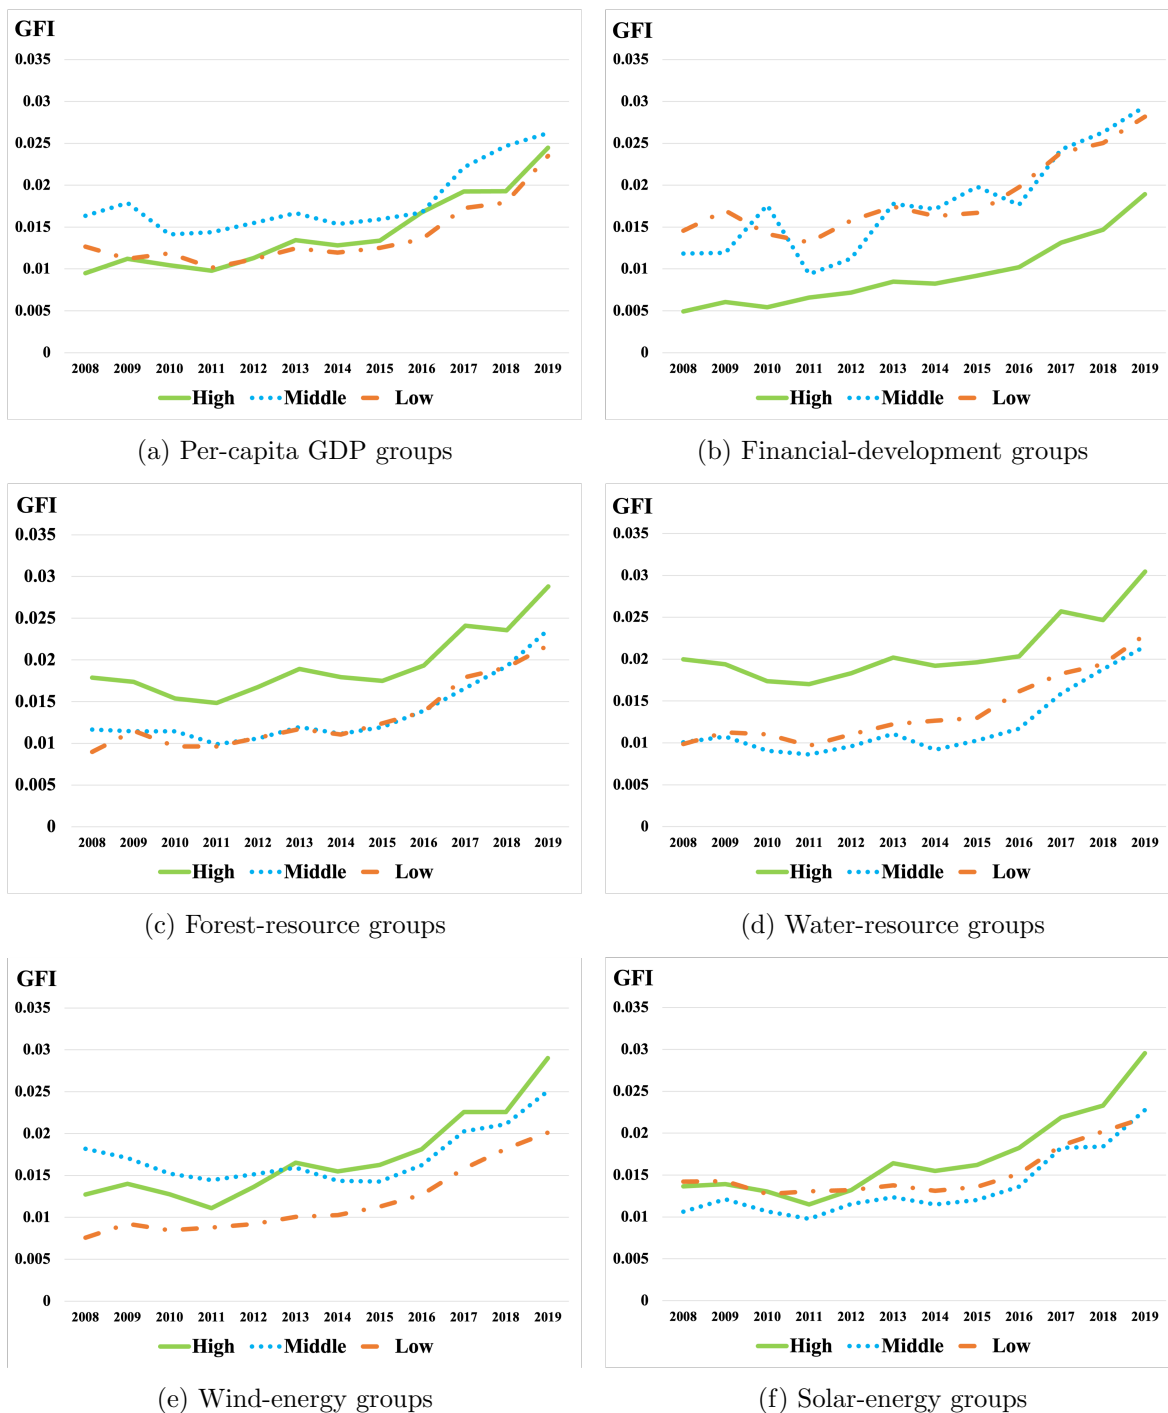 GFI
0.035
0.03
0.025
0.02
0.015
0.01
0.005
0
2008 2009 2010 2011 2012 2013 2014 2015 2016 2017 2018 2019
High Middle Low
(a) Per-capita GDP groups
GFI
0.035
0.03
0.025
0.02
0.015
0.01
0.005
0
2008 2009 2010 2011 2012 2013 2014 2015 2016 2017 2018 2019
High Middle Low
(b) Financial-development groups
GFI
0.035
0.03
0.025
0.02
0.015
0.01
0.005
0
2008 2009 2010 2011 2012 2013 2014 2015 2016 2017 2018 2019
High Middle Low
(c) Forest-resource groups
GFI
0.035
0.03
0.025
0.02
0.015
0.01
0.005
0
2008 2009 2010 2011 2012 2013 2014 2015 2016 2017 2018 2019
High Middle Low
(d) Water-resource groups
GFI
0.035
0.03
0.025
0.02
0.015
0.01
0.005
0
2008 2009 2010 2011 2012 2013 2014 2015 2016 2017 2018 2019
High Middle Low
(e) Wind-energy groups
GFI
0.035
0.03
0.025
0.02
0.015
0.01
0.005
0
2008 2009 2010 2011 2012 2013 2014 2015 2016 2017 2018 2019
High Middle Low
(f) Solar-energy groups